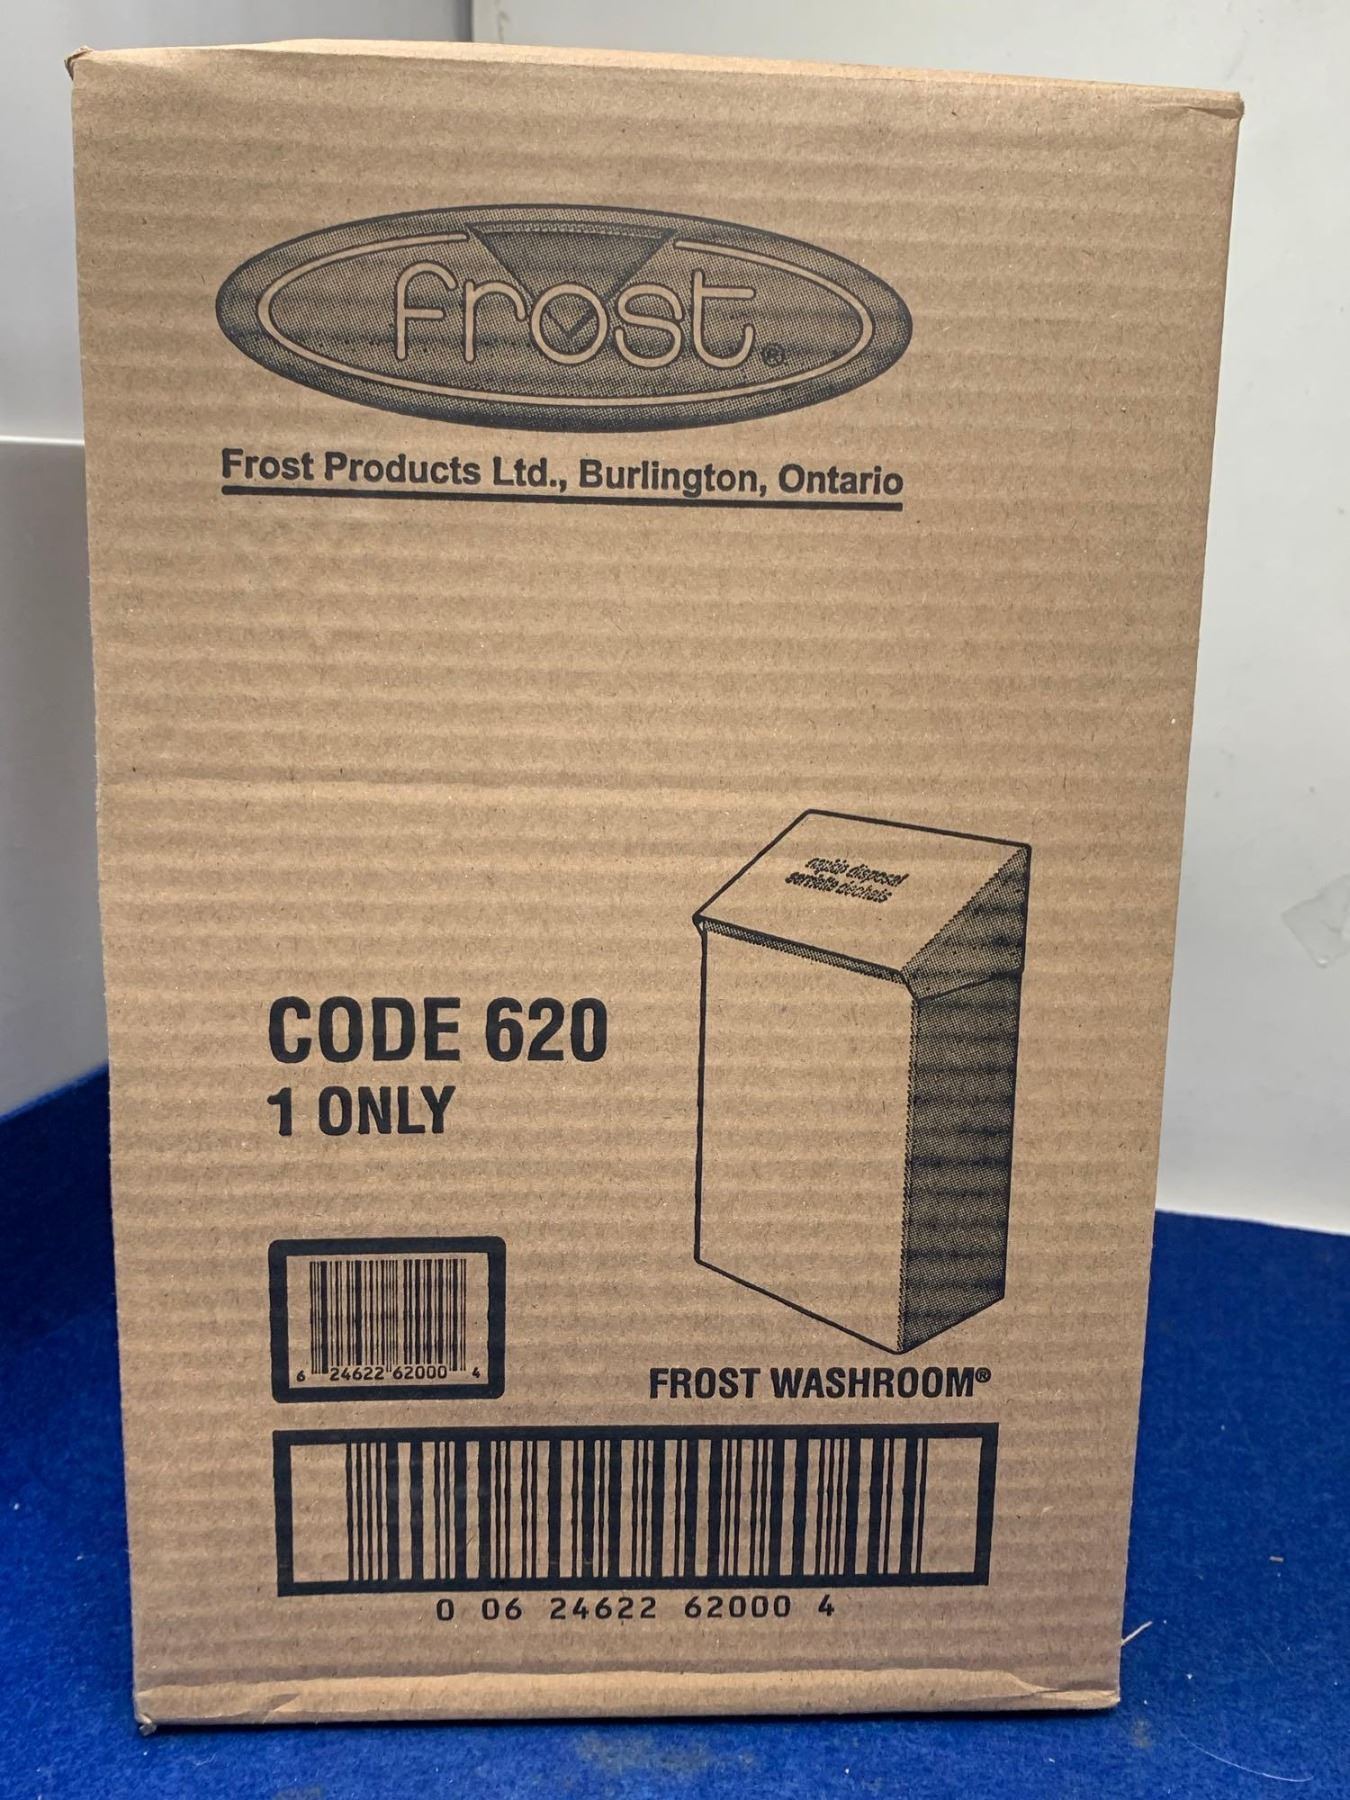 frost®
Frost Products Ltd., Burlington, Ontario
napkin disposal
serviette déchets
CODE 620
1 ONLY
6 24622 62000 4
FROST WASHROOM®
0 06 24622 62000 4